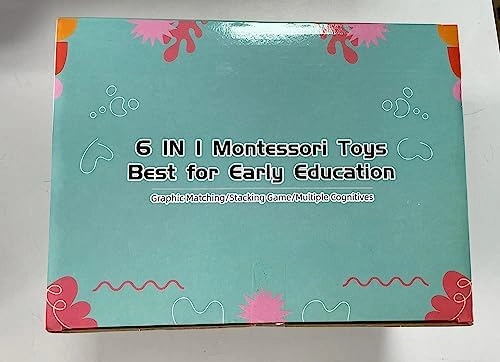 6 IN 1 Montessori Toys
Best for Early Education
Graphic Matching/Stacking Game/Multiple Cognitives